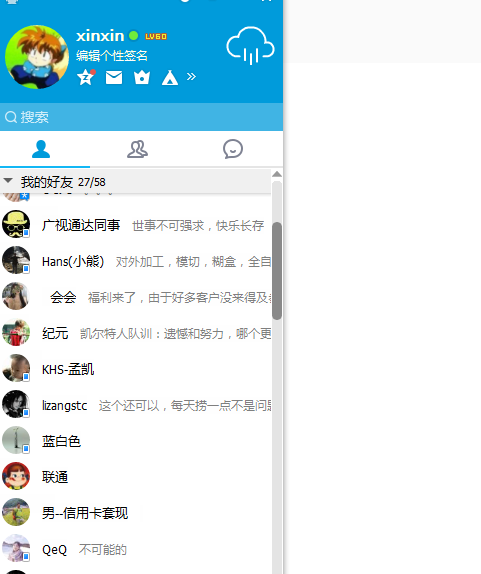 xinxin LV60
编辑个性签名
搜索
我的好友 27/58
广视通达同事 世事不可强求，快乐长存
Hans(小熊) 对外加工，模切，糊盒，全自
会会 福利来了，由于好多客户没来得及
纪元 凯尔特人队训：遗憾和努力，哪个更
KHS-孟凯
lizangstc 这个还可以，每天捞一点不是问
蓝白色
联通
男--信用卡套现
QeQ 不可能的